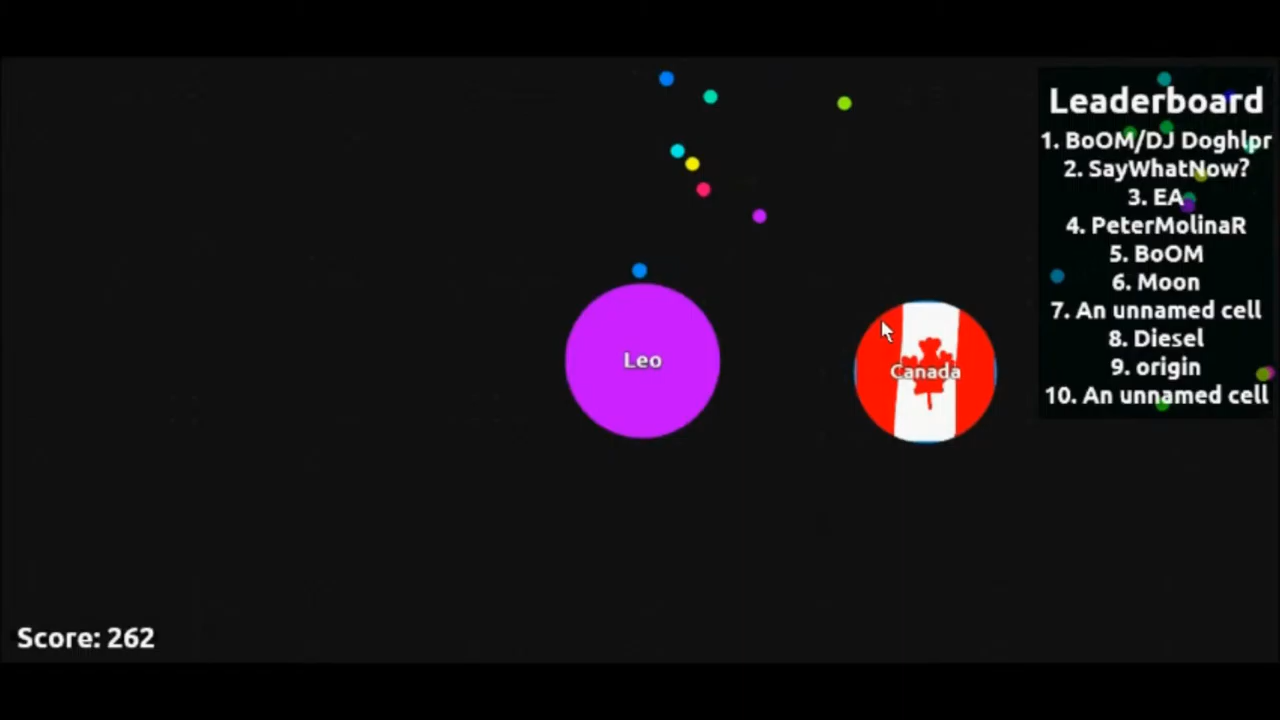 Leaderboard
1. BoOM/DJ Doghlpr
2. SayWhatNow?
3. EA
4. PeterMolinaR
5. BoOM
6. Moon
7. An unnamed cell
8. Diesel
9. origin
10. An unnamed cell
Leo
Canada
Score: 262